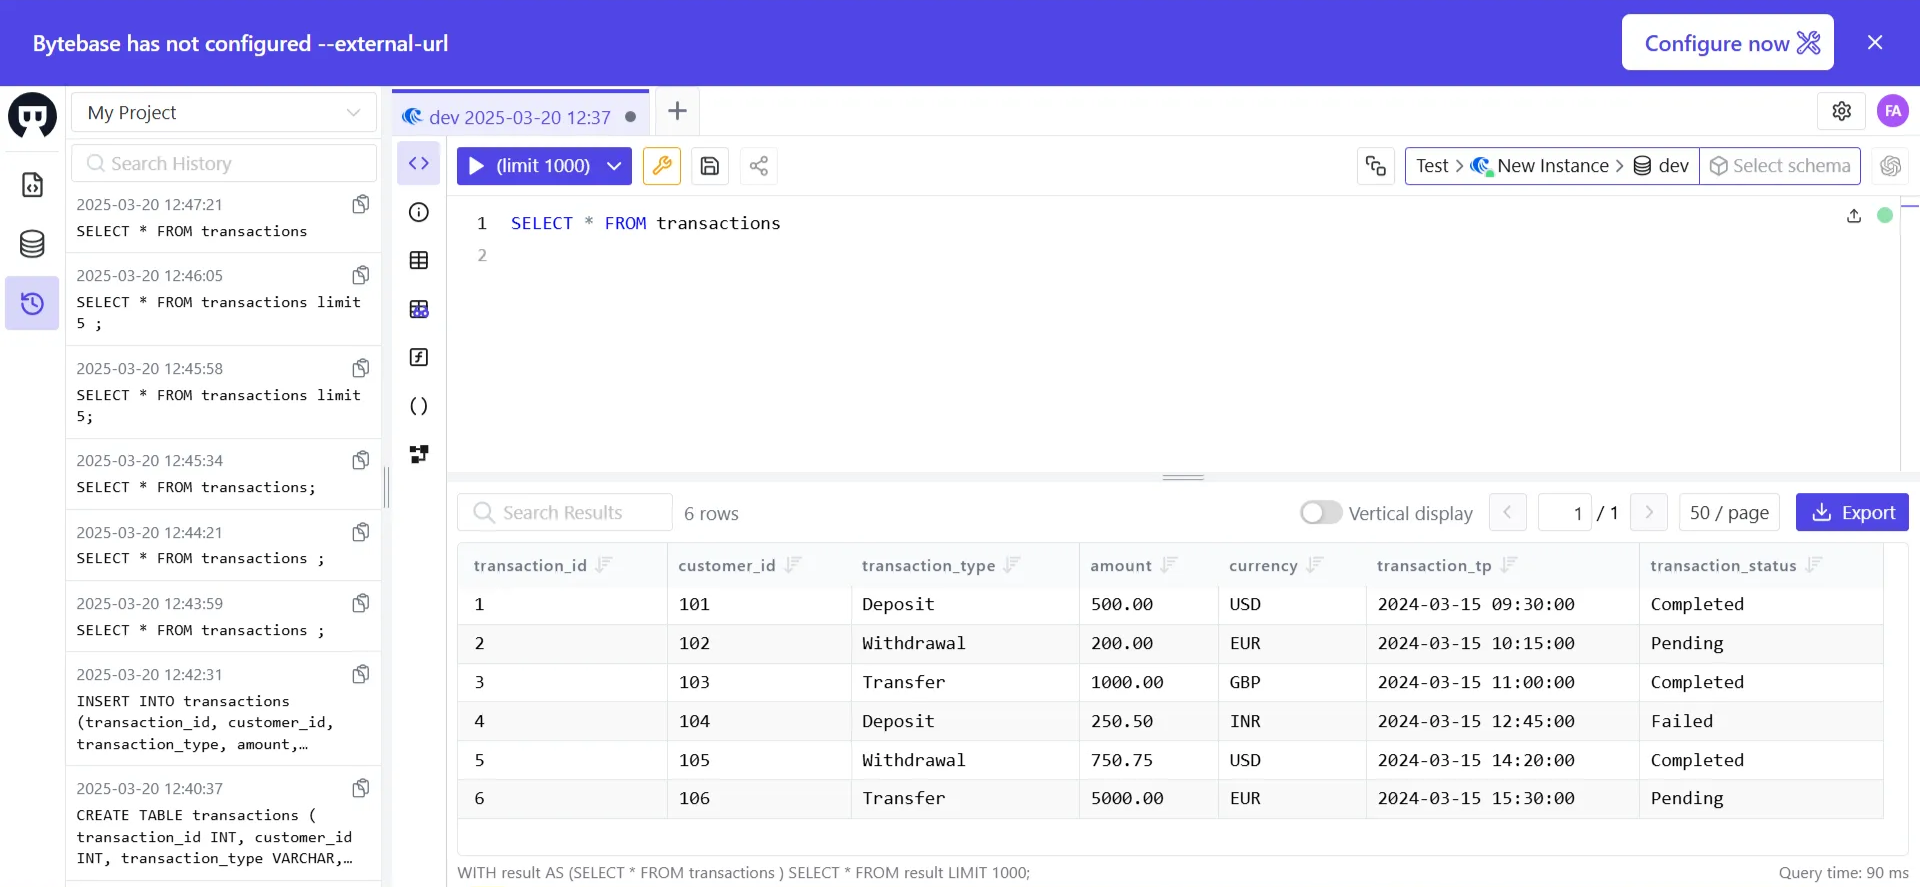 Bytebase has not configured --external-url
Configure now
My Project
dev 2025-03-20 12:37
FA
Search History
(limit 1000)
Test > New Instance > dev
Select schema
2025-03-20 12:47:21
SELECT * FROM transactions
2025-03-20 12:46:05
SELECT * FROM transactions limit
5 ;
2025-03-20 12:45:58
SELECT * FROM transactions limit
5;
2025-03-20 12:45:34
SELECT * FROM transactions;
2025-03-20 12:44:21
SELECT * FROM transactions ;
2025-03-20 12:43:59
SELECT * FROM transactions ;
2025-03-20 12:42:31
INSERT INTO transactions
(transaction_id, customer_id,
transaction_type, amount,…
2025-03-20 12:40:37
CREATE TABLE transactions (
transaction_id INT, customer_id
INT, transaction_type VARCHAR,…
1 SELECT * FROM transactions
2
Search Results
6 rows
Vertical display
1 / 1
50 / page
Export
transaction_id customer_id transaction_type amount currency transaction_tp transaction_status
1 101 Deposit 500.00 USD 2024-03-15 09:30:00 Completed
2 102 Withdrawal 200.00 EUR 2024-03-15 10:15:00 Pending
3 103 Transfer 1000.00 GBP 2024-03-15 11:00:00 Completed
4 104 Deposit 250.50 INR 2024-03-15 12:45:00 Failed
5 105 Withdrawal 750.75 USD 2024-03-15 14:20:00 Completed
6 106 Transfer 5000.00 EUR 2024-03-15 15:30:00 Pending
WITH result AS (SELECT * FROM transactions ) SELECT * FROM result LIMIT 1000;
Query time: 90 ms